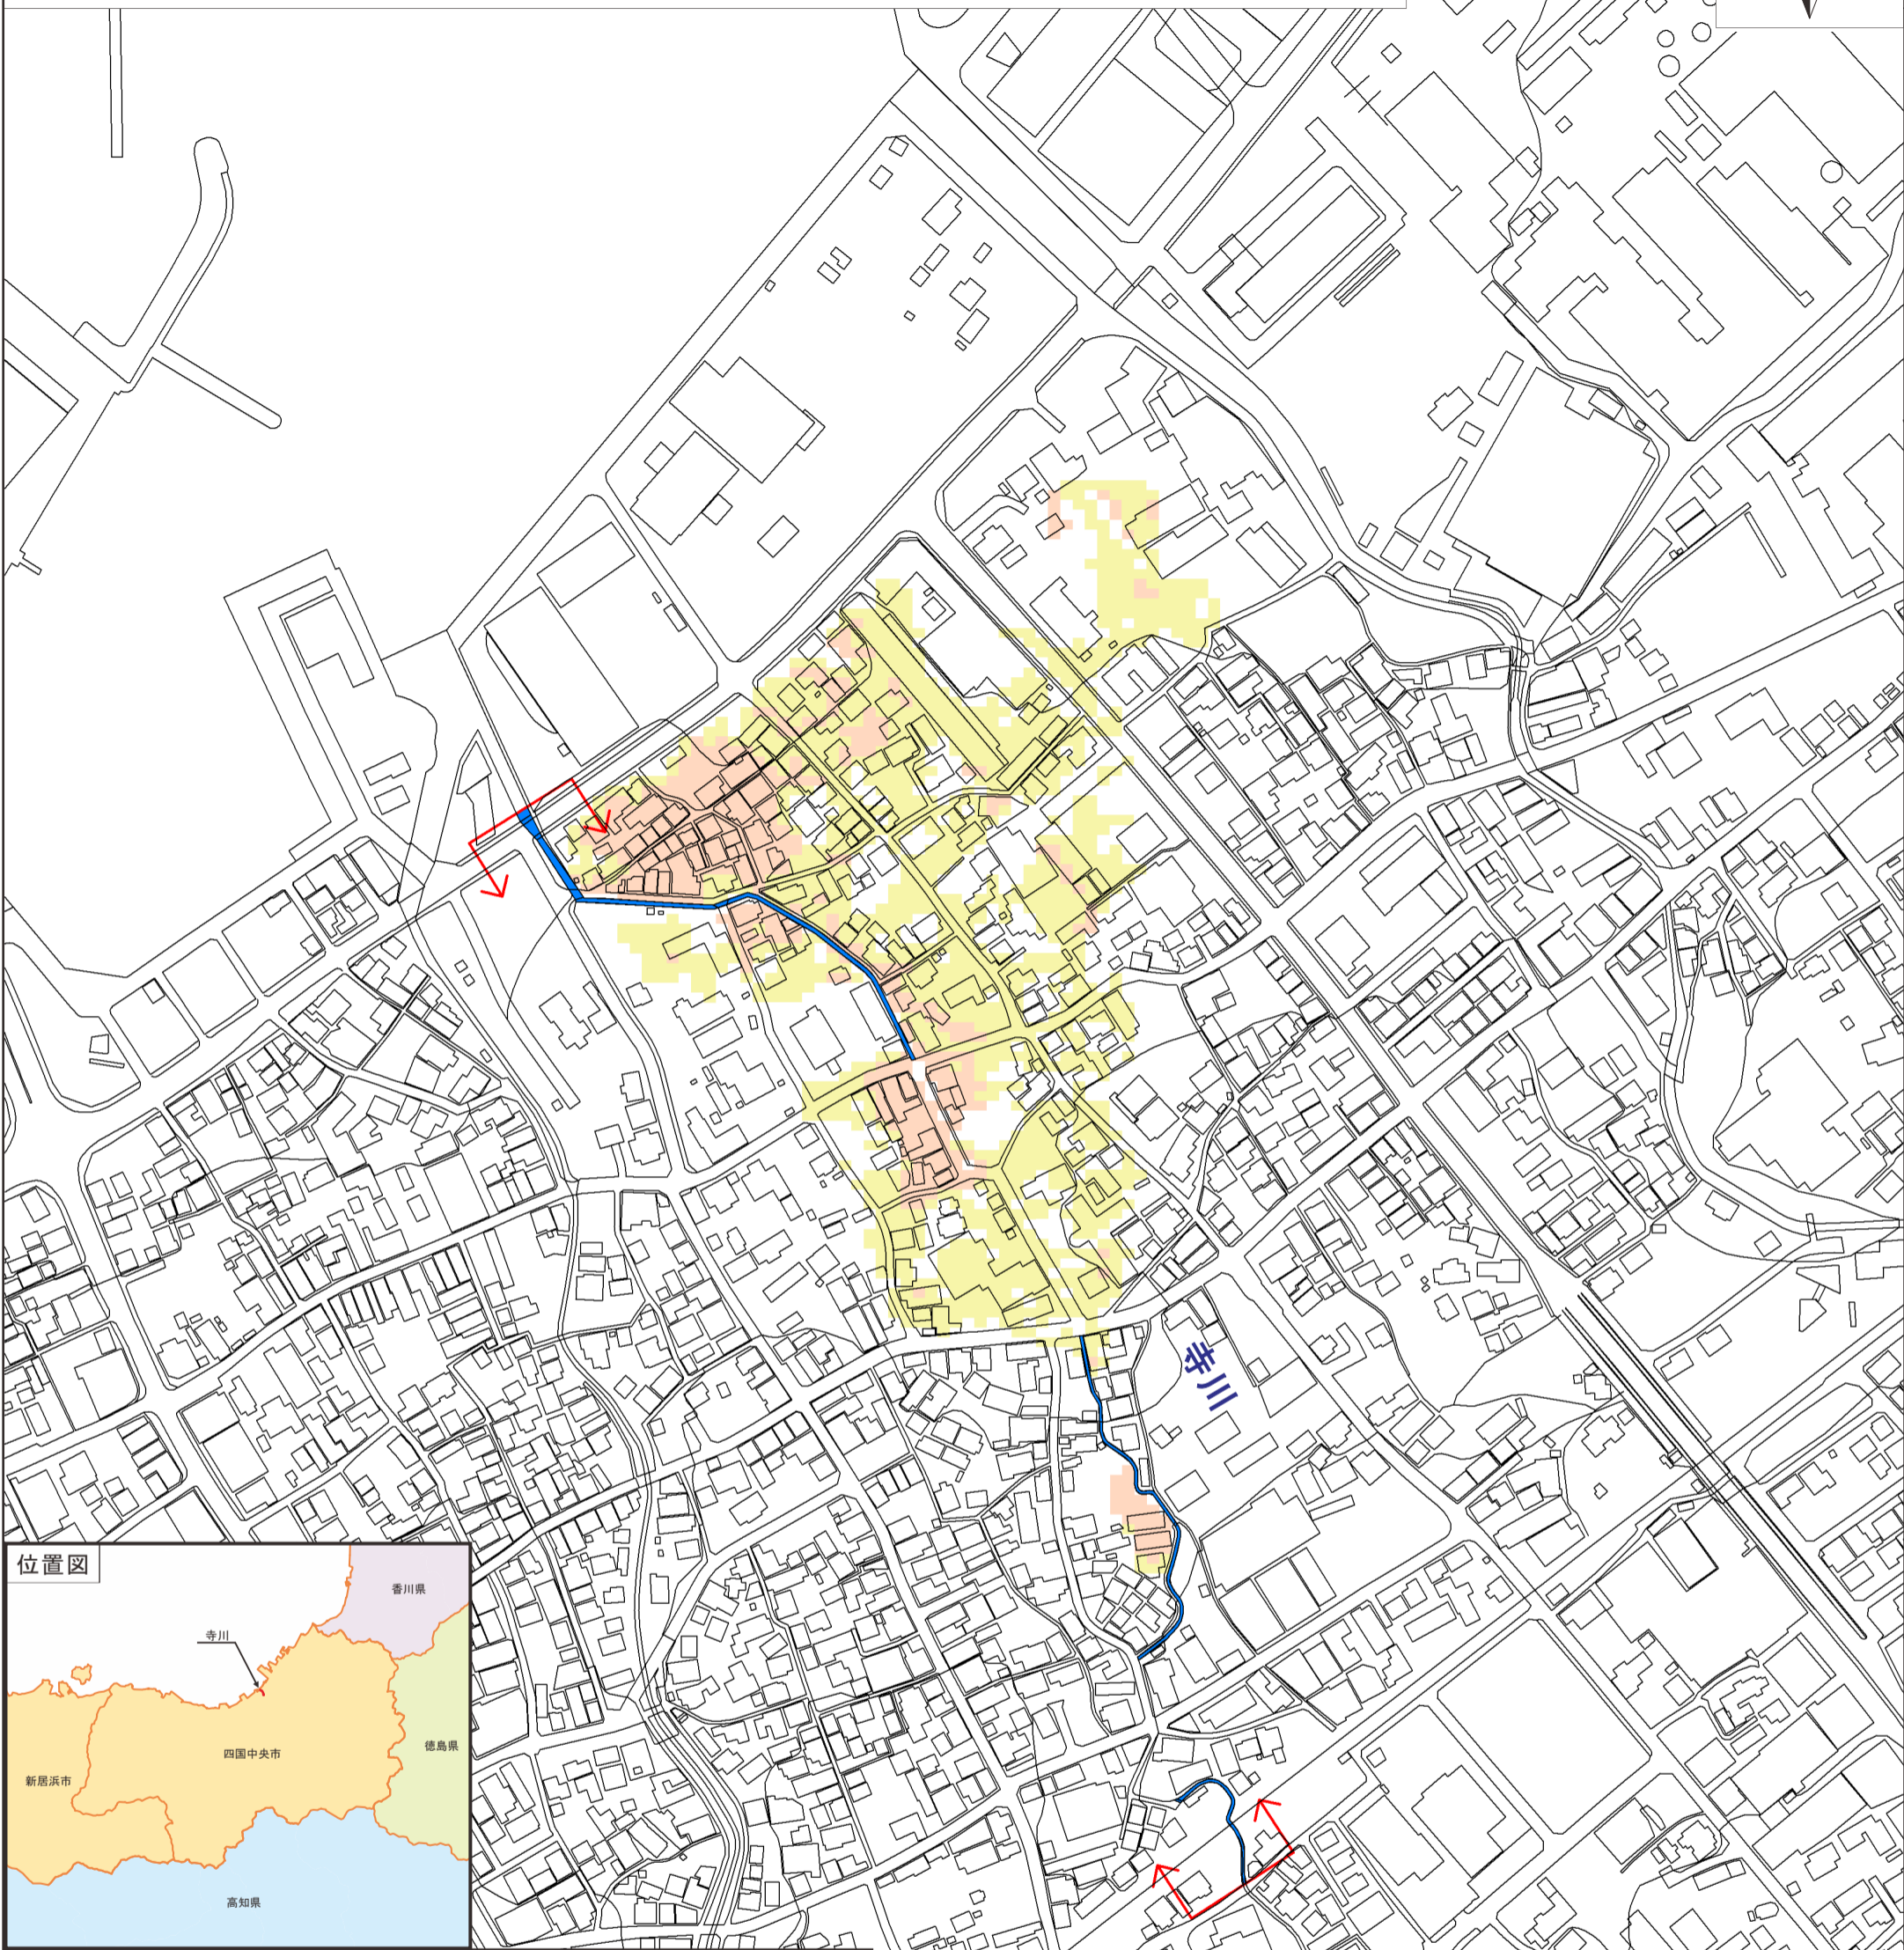 寺川
位置図
香川県
寺川
徳島県
四国中央市
新居浜市
高知県